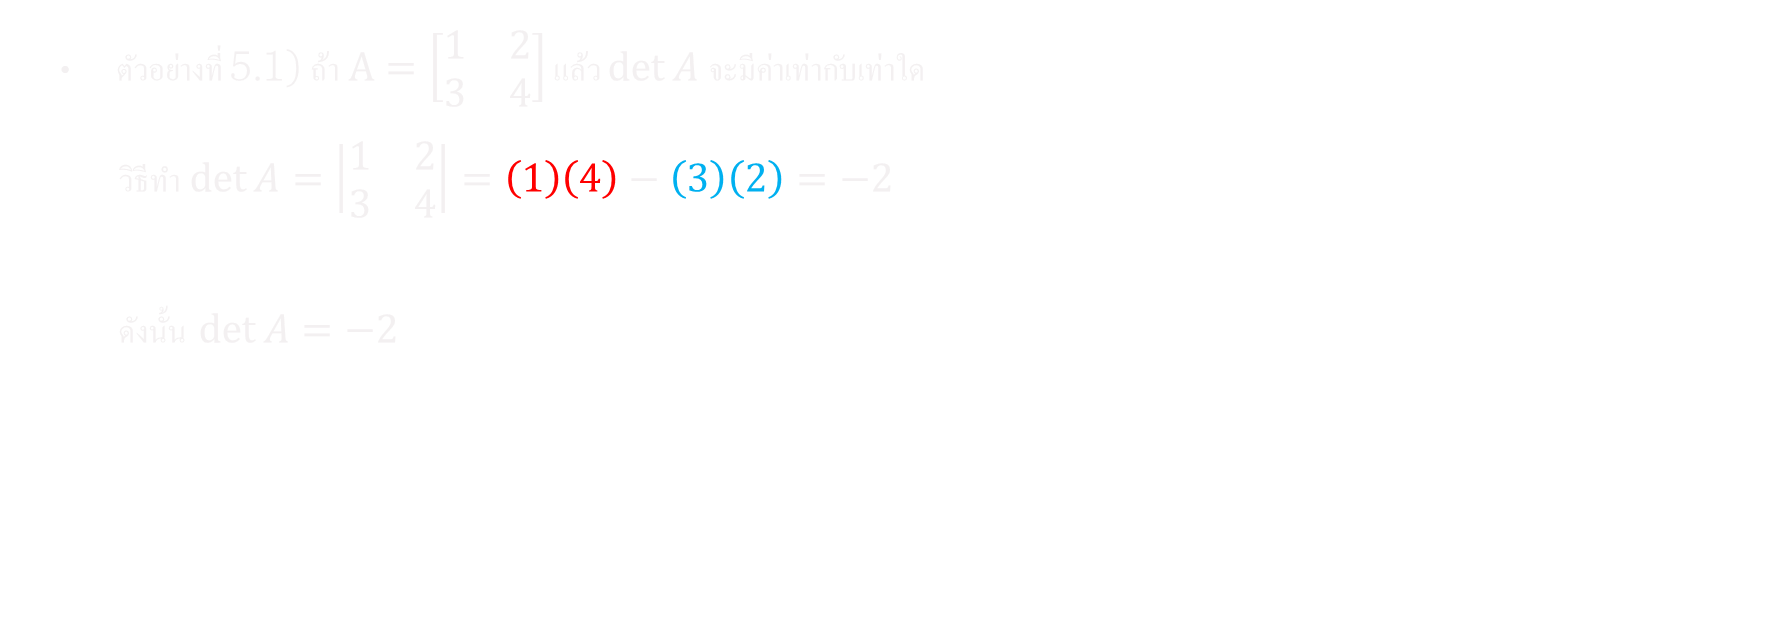 • ตัวอย่างที่ 5.1) ถ้า A = [1 2 3 4] แล้ว det A จะมีค่าเท่ากับเท่าใด
วิธีทำ det A = |1 2 3 4| = (1)(4) − (3)(2) = −2
ดังนั้น det A = −2